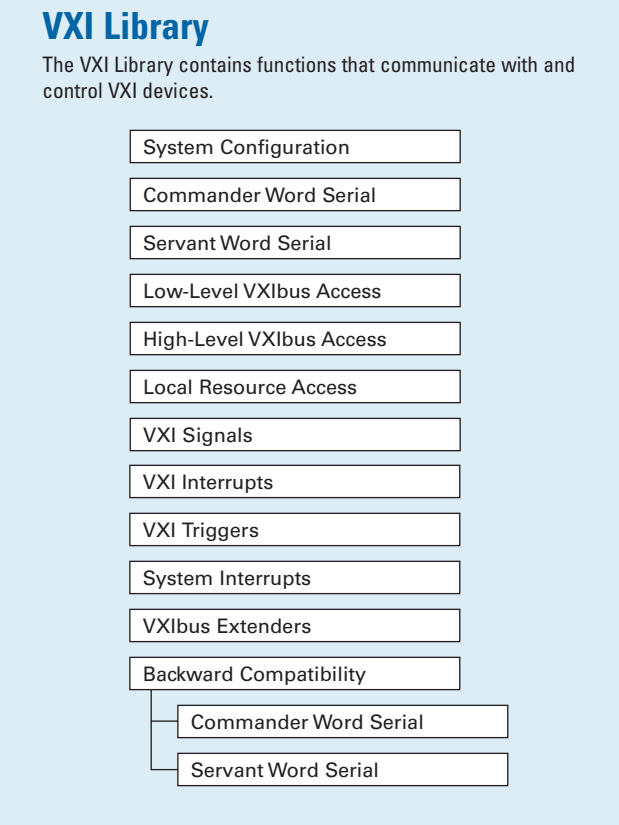 VXI Library
The VXI Library contains functions that communicate with and
control VXI devices.
System Configuration
Commander Word Serial
Servant Word Serial
Low-Level VXIbus Access
High-Level VXIbus Access
Local Resource Access
VXI Signals
VXI Interrupts
VXI Triggers
System Interrupts
VXIbus Extenders
Backward Compatibility
Commander Word Serial
Servant Word Serial